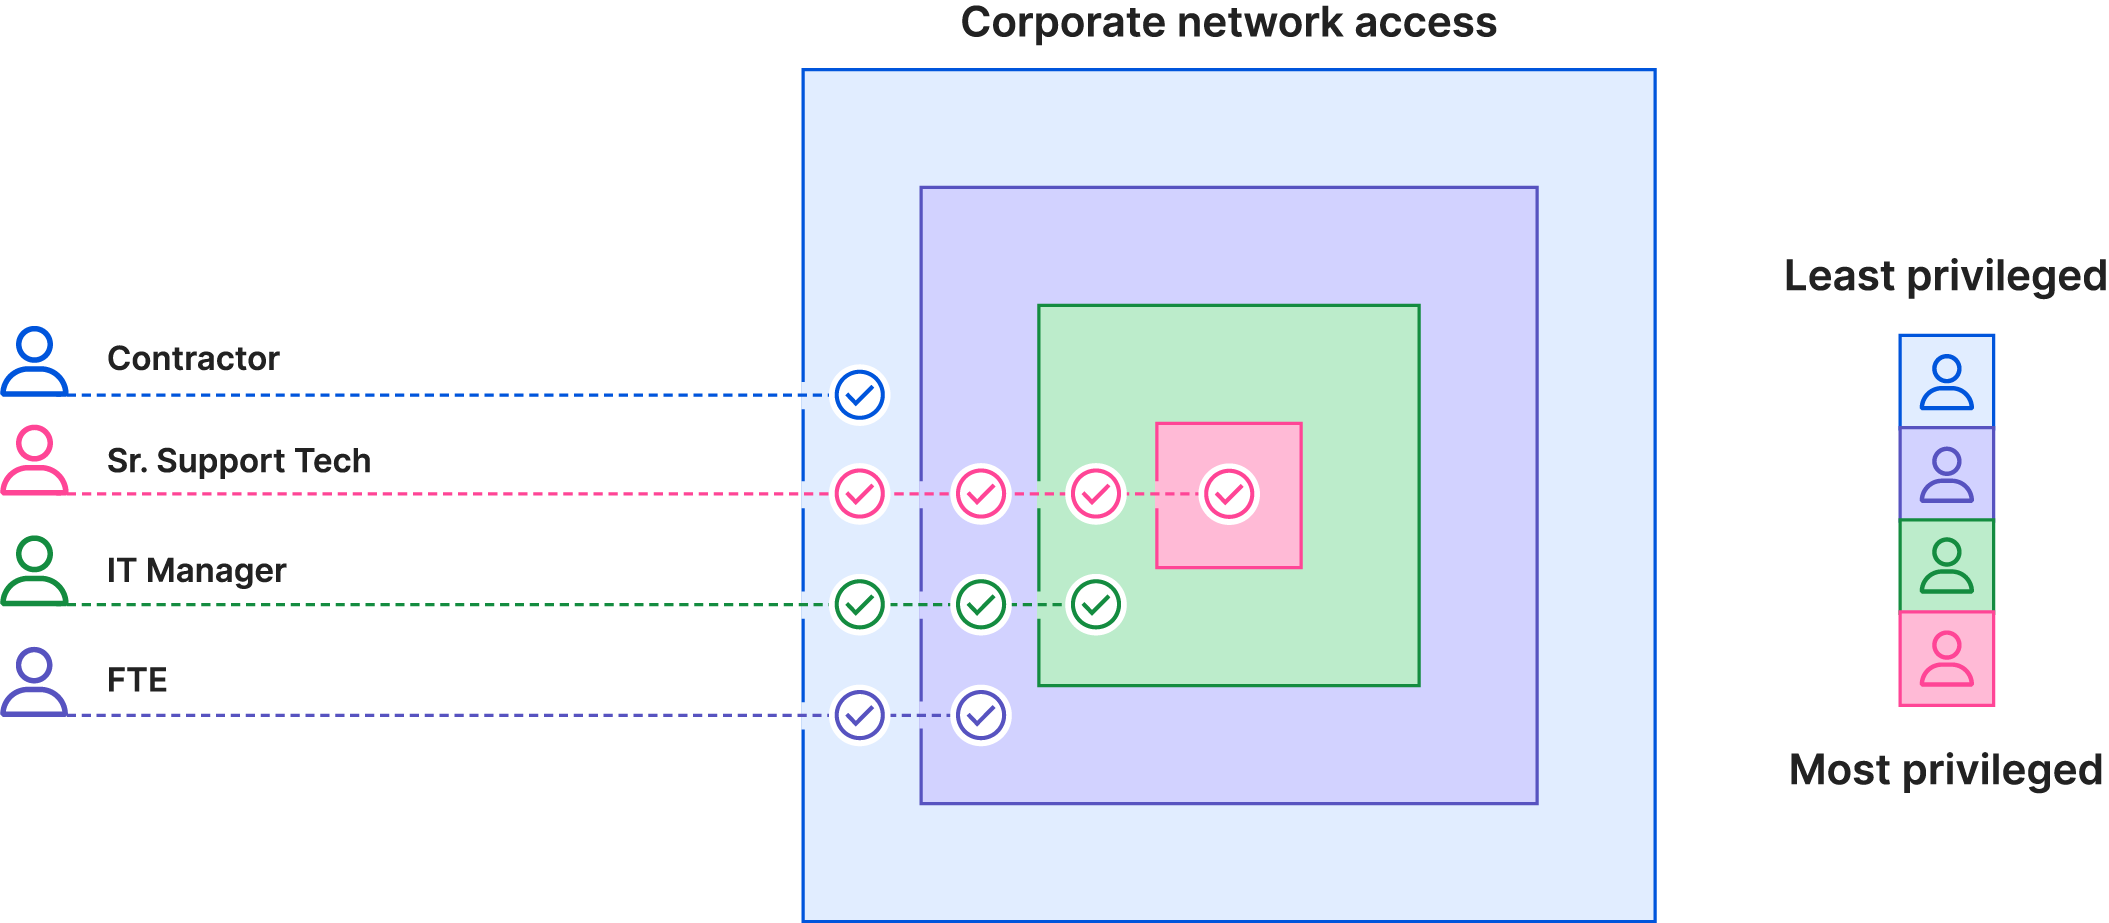 Corporate network access
Contractor
Sr. Support Tech
IT Manager
FTE
Least privileged
Most privileged